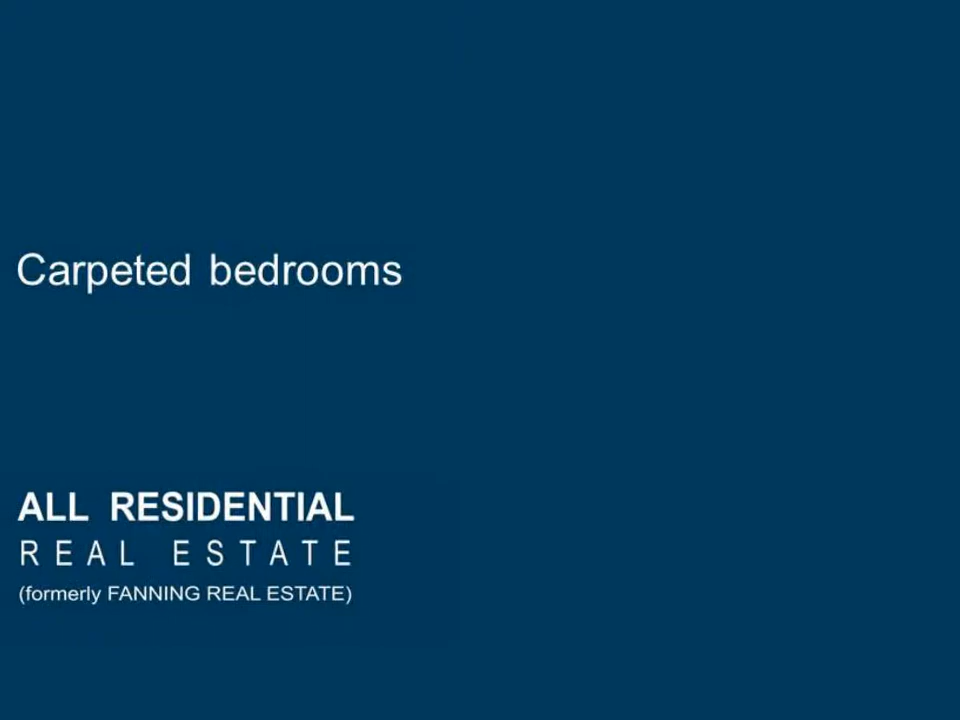 Carpeted bedrooms
ALL RESIDENTIAL
REAL ESTATE
(formerly FANNING REAL ESTATE)